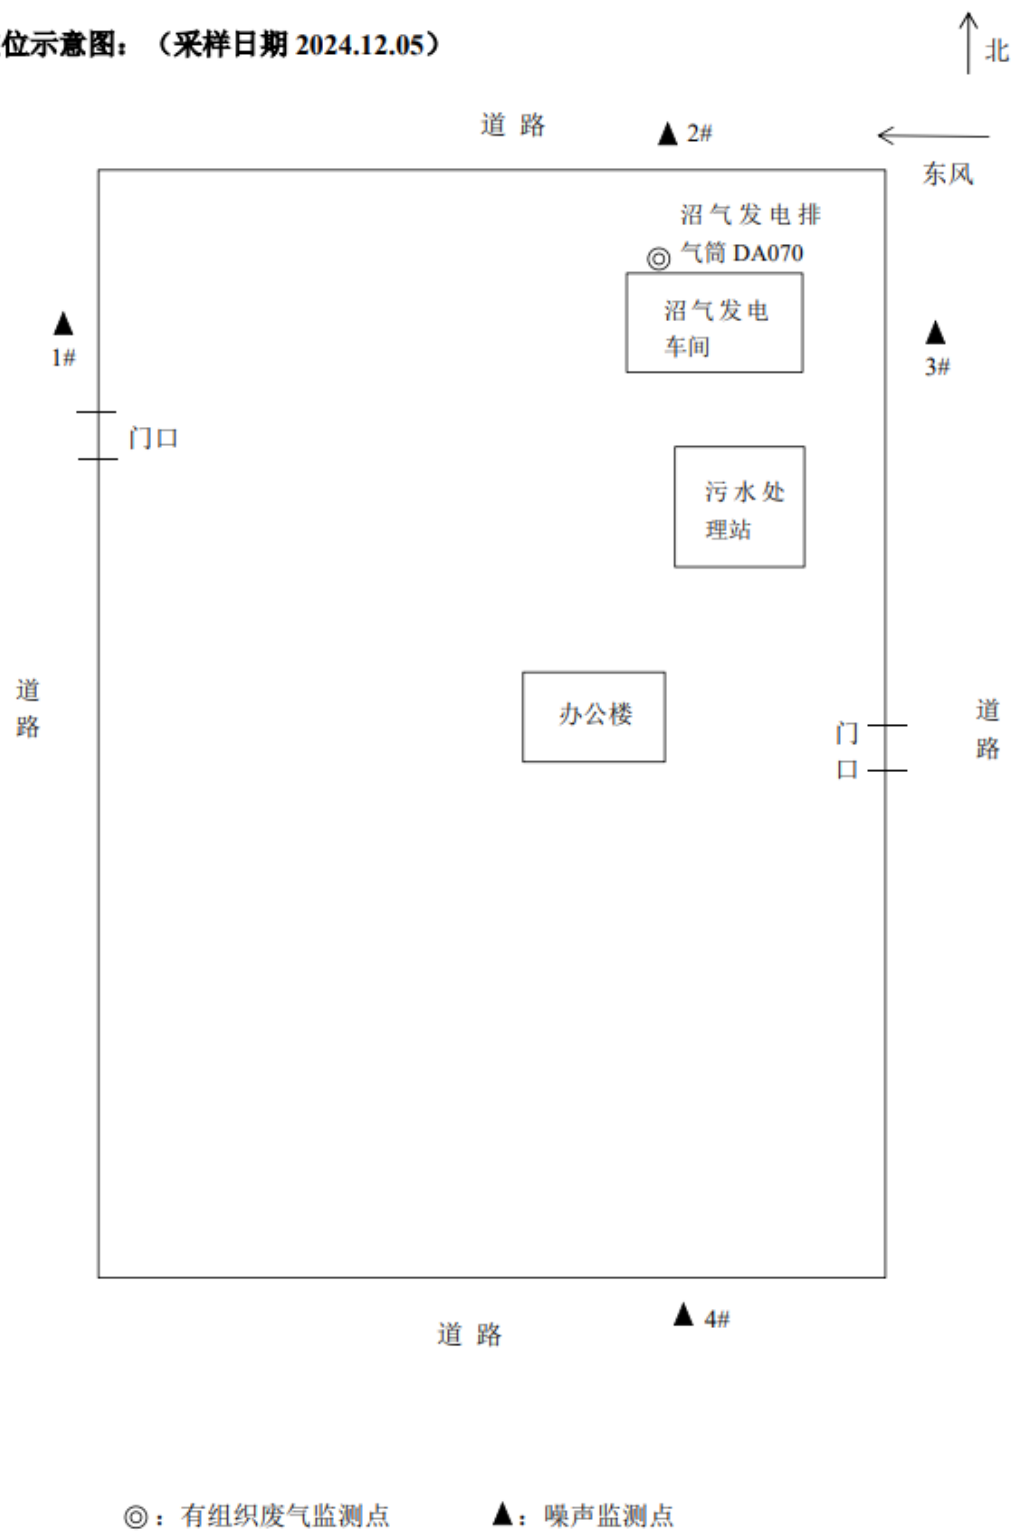 位示意图：（采样日期 2024.12.05）
北
道 路
▲ 2#
东风
沼气发电排
◎ 气筒 DA070
沼气发电
车间
▲
1#
▲
3#
门口
污水处
理站
道
路
办公楼
门
口
道
路
▲ 4#
道 路
◎：有组织废气监测点 ▲：噪声监测点